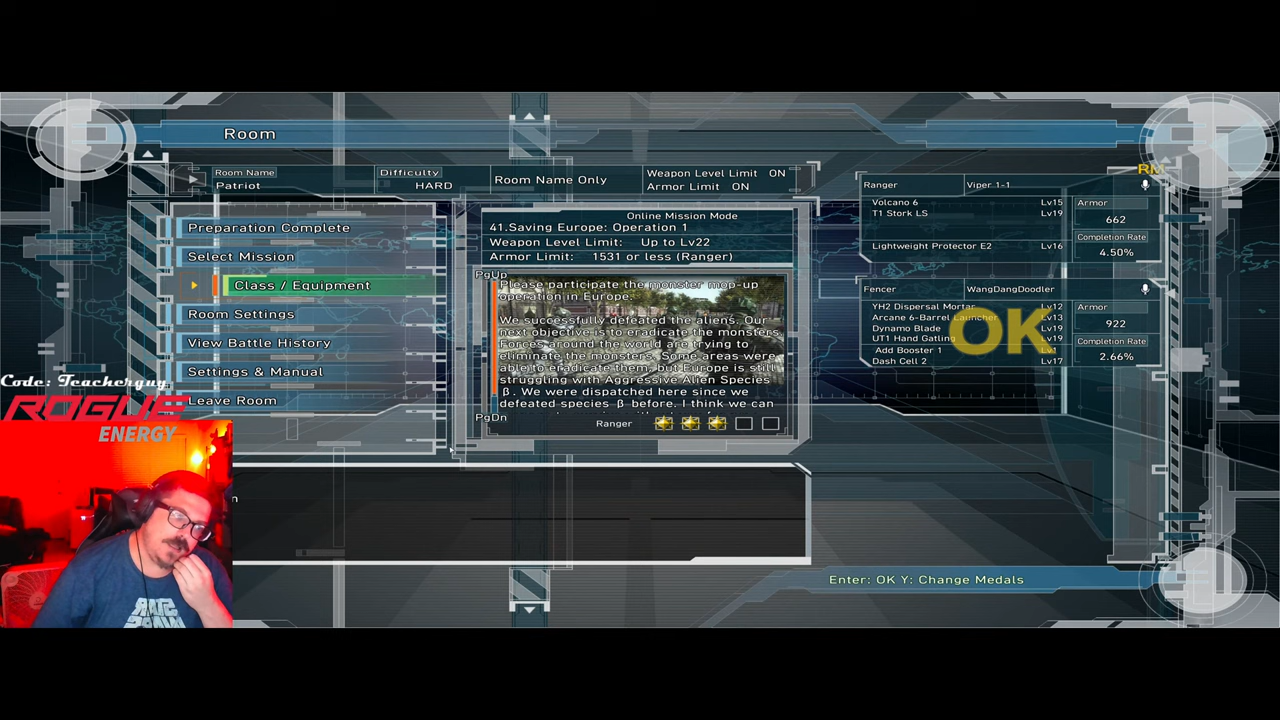 Room
Room Name
Patriot
Difficulty
HARD
Room Name Only
Weapon Level Limit ON
Armor Limit ON
Preparation Complete
Select Mission
Class / Equipment
Room Settings
View Battle History
Settings & Manual
Leave Room
Online Mission Mode
41.Saving Europe: Operation 1
Weapon Level Limit: Up to Lv22
Armor Limit: 1531 or less (Ranger)
PgUp
Please participate the monster mop-up
operation in Europe.
We successfully defeated the aliens. Our
next objective is to eradicate the monsters.
Forces around the world are trying to
eliminate the monsters. Some areas were
able to eradicate them, but Europe is still
struggling with Aggressive Alien Species
β. We were dispatched here since we
defeated species β before. I think we can
PgDn
Ranger
RM
Ranger Viper 1-1
Volcano 6 Lv15
T1 Stork LS Lv19
Lightweight Protector E2 Lv16
Armor
662
Completion Rate
4.50%
Fencer WangDangDoodler
YH2 Dispersal Mortar Lv12
Arcane 6-Barrel Launcher Lv13
Dynamo Blade Lv19
UT1 Hand Gatling Lv19
Add Booster 1 Lv1
Dash Cell 2 Lv17
OK
Armor
922
Completion Rate
2.66%
Code: Teacherguy
ROGUE
ENERGY
n
STAR
WARS
Enter: OK Y: Change Medals